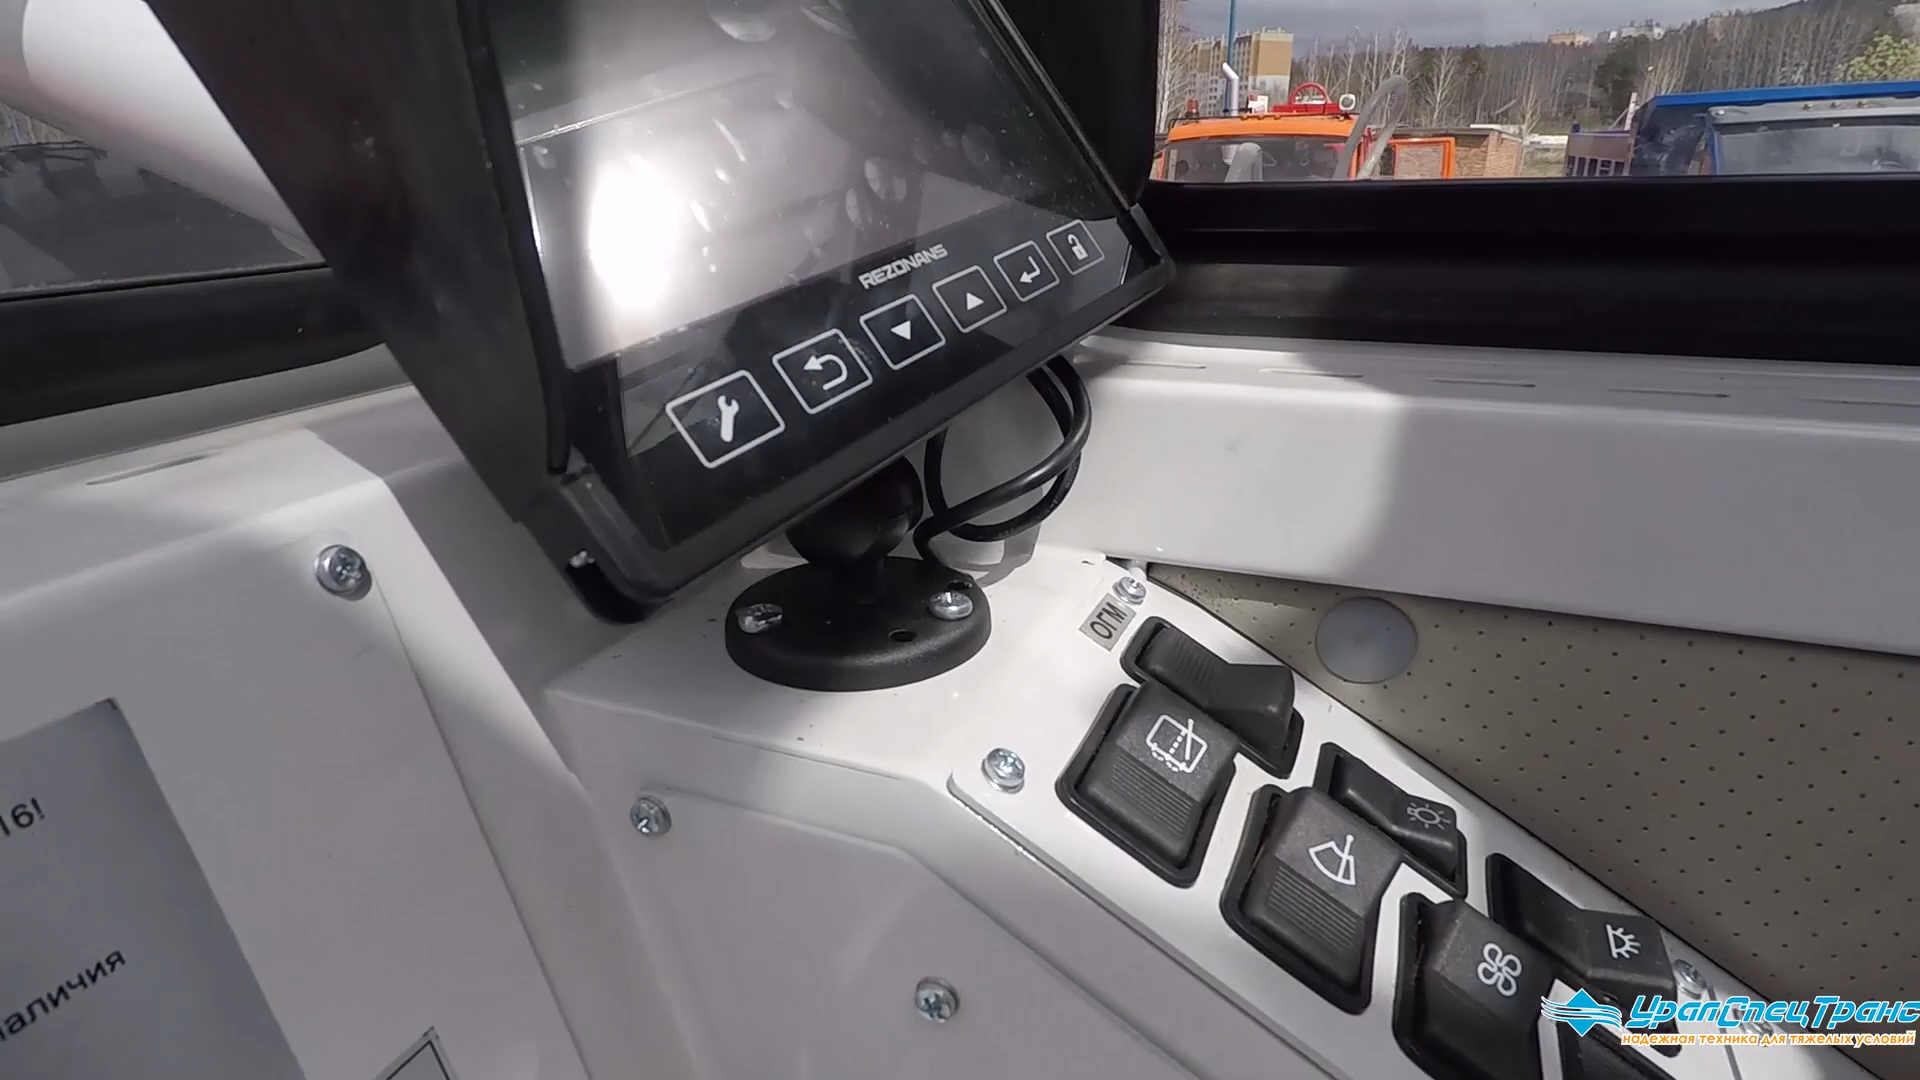 REZONANS
ОГМ
16!
наличия
УралСпецТранс
надежная техника для тяжелых условий